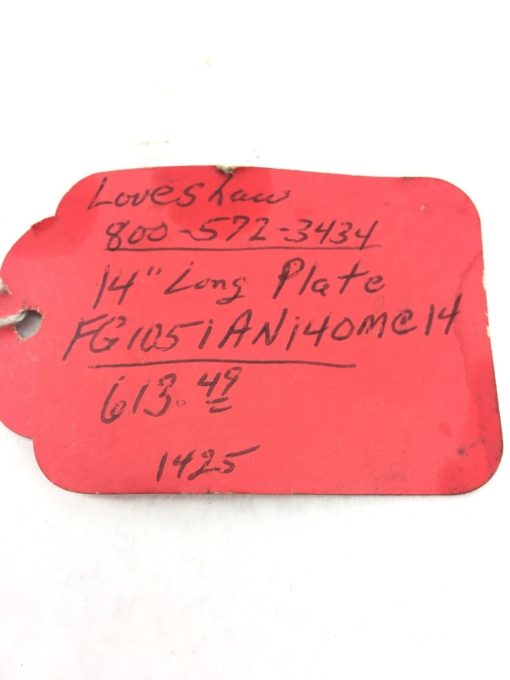 Loveshaw
800-572-3434
14" Long Plate
FG1051AN140MC14
613.49
1425